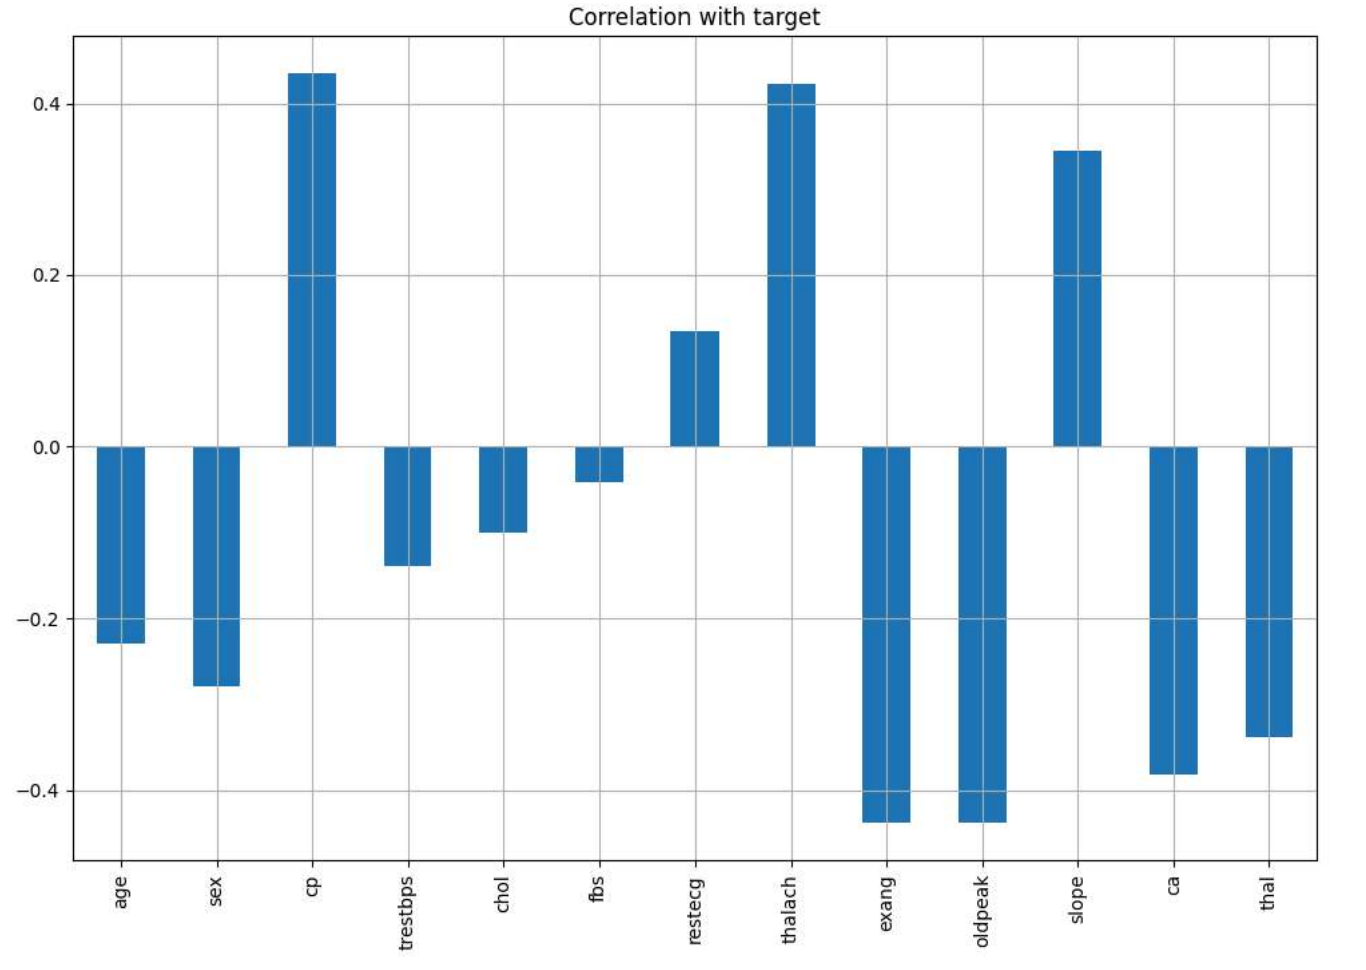 Correlation with target
0.4
0.2
0.0
−0.2
−0.4
age
sex
cp
trestbps
chol
fbs
restecg
thalach
exang
oldpeak
slope
ca
thal